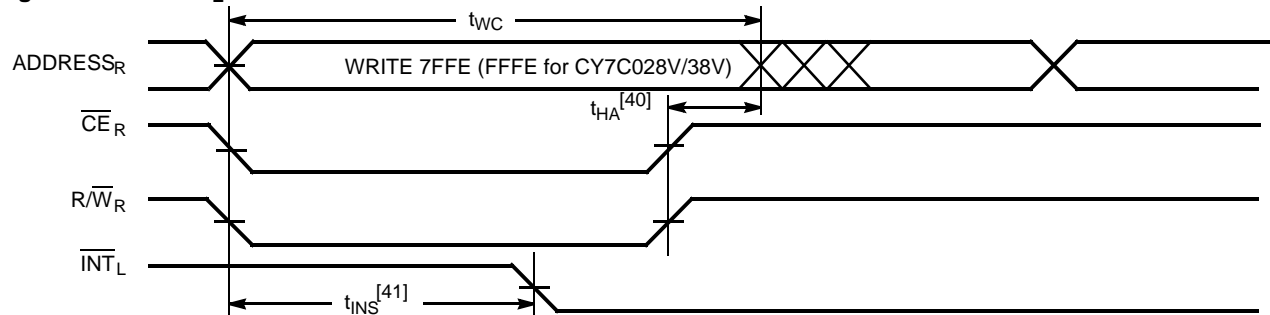 tWC
ADDRESSR
WRITE 7FFE (FFFE for CY7C028V/38V)
tHA[40]
CER
R/WR
INTL
tINS[41]